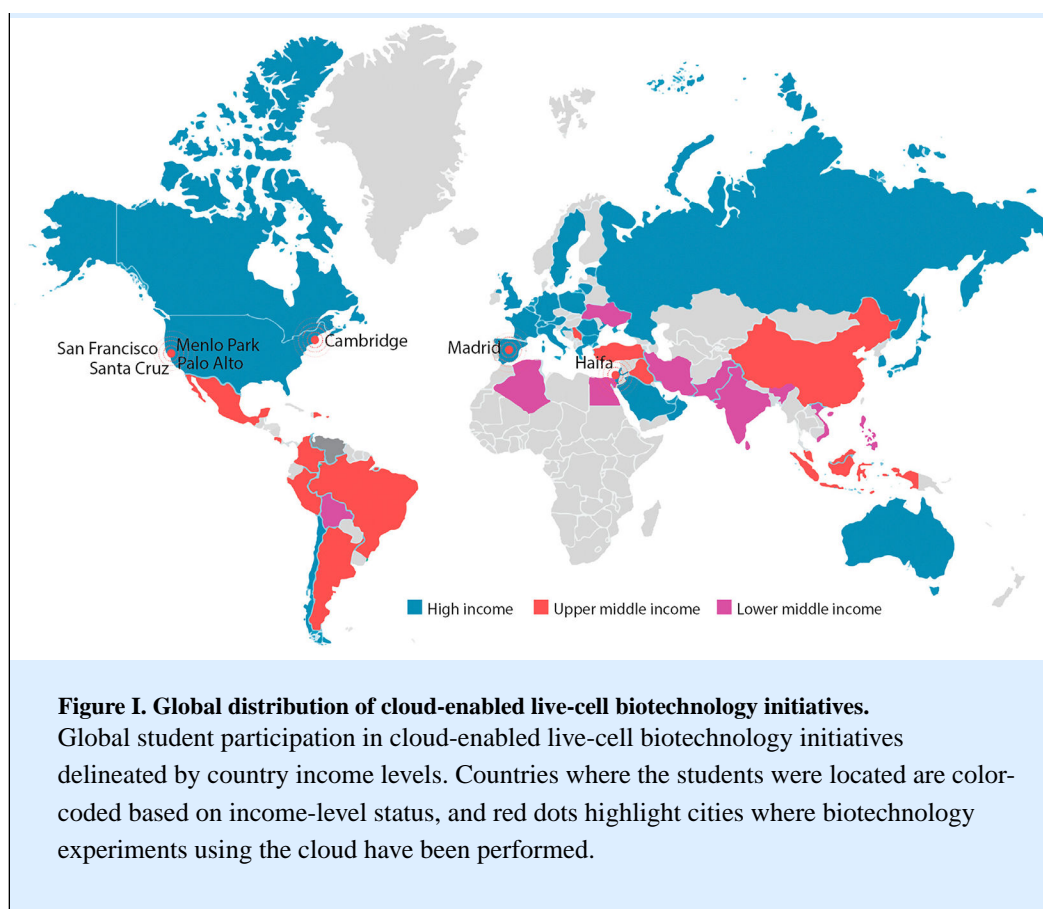 San Francisco
Menlo Park
Santa Cruz
Palo Alto
Cambridge
Madrid
Haifa
High income
Upper middle income
Lower middle income
Figure I. Global distribution of cloud-enabled live-cell biotechnology initiatives.
Global student participation in cloud-enabled live-cell biotechnology initiatives
delineated by country income levels. Countries where the students were located are color-
coded based on income-level status, and red dots highlight cities where biotechnology
experiments using the cloud have been performed.